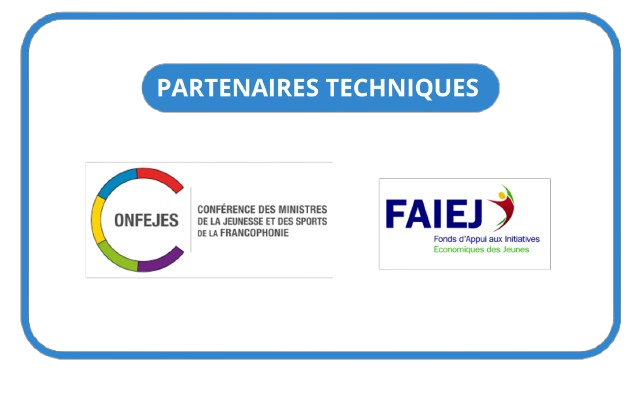 PARTENAIRES TECHNIQUES
CONFEJES
CONFÉRENCE DES MINISTRES
DE LA JEUNESSE ET DES SPORTS
DE LA FRANCOPHONIE
FAIEJ
Fonds d'Appui aux Initiatives
Économiques des Jeunes